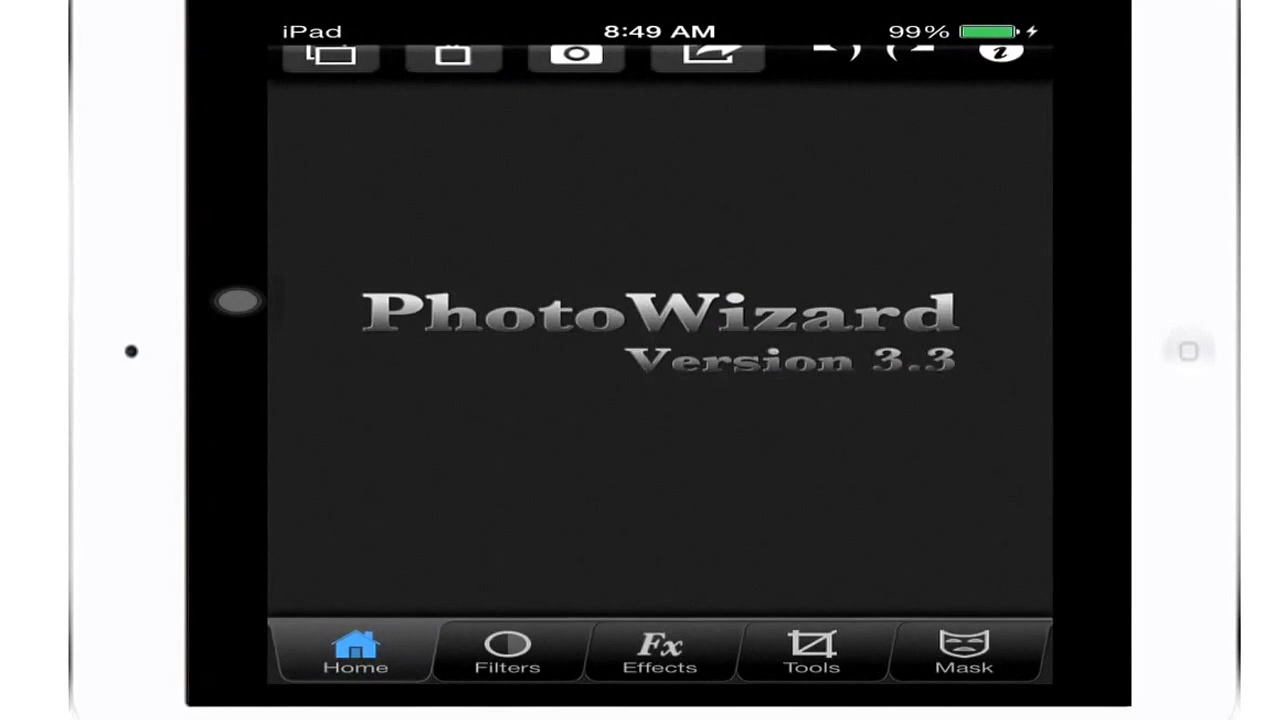 iPad 8:49 AM 99%
i
PhotoWizard
Version 3.3
Home Filters Fx Effects Tools Mask